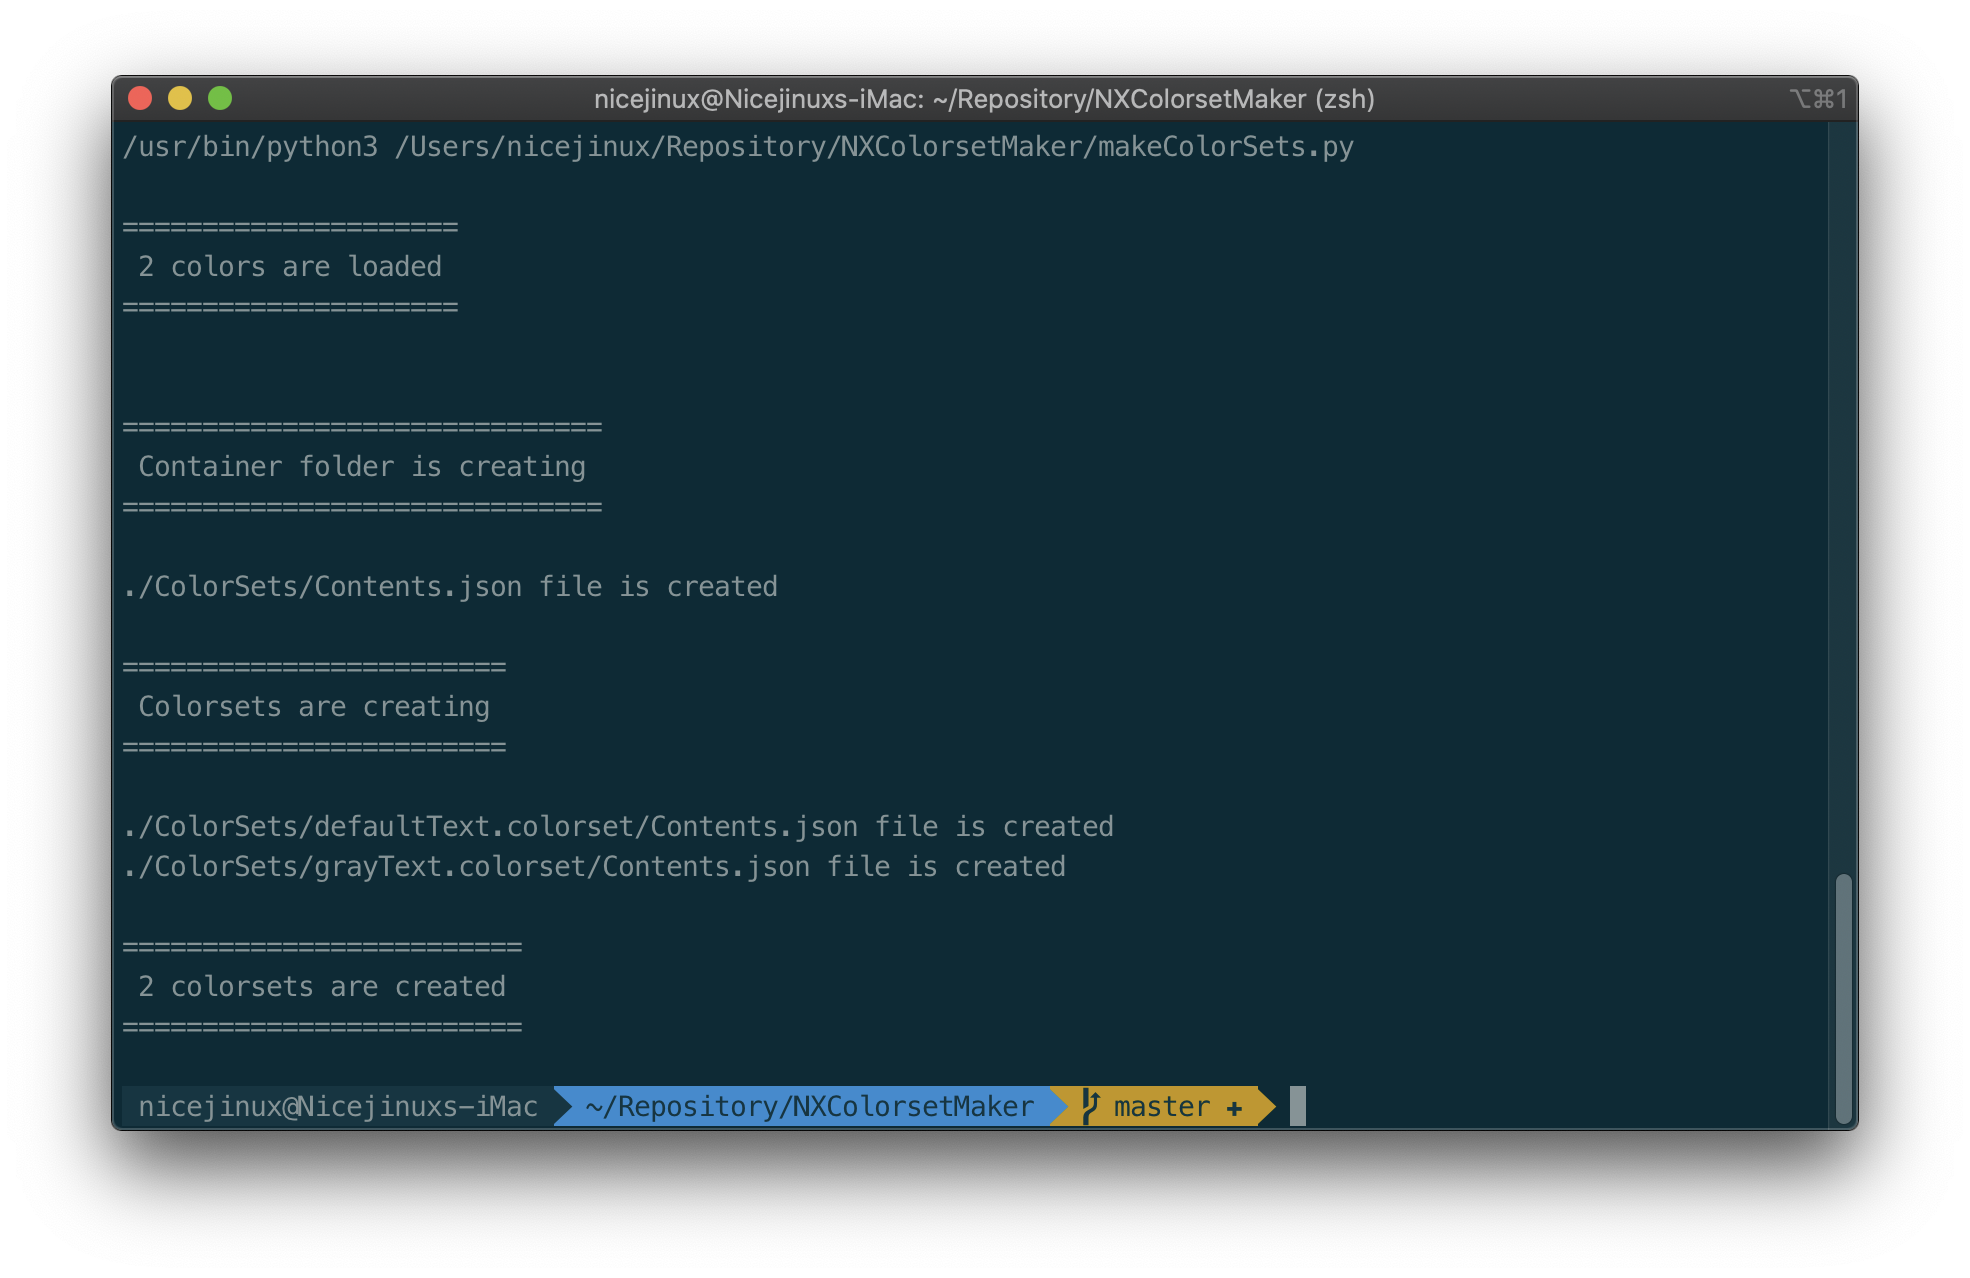 nicejinux@Nicejinuxs-iMac: ~/Repository/NXColorsetMaker (zsh) ⌥⌘1
/usr/bin/python3 /Users/nicejinux/Repository/NXColorsetMaker/makeColorSets.py
=====================
2 colors are loaded
=====================
==============================
Container folder is creating
==============================
./ColorSets/Contents.json file is created
========================
Colorsets are creating
========================
./ColorSets/defaultText.colorset/Contents.json file is created
./ColorSets/grayText.colorset/Contents.json file is created
=========================
2 colorsets are created
=========================
nicejinux@Nicejinuxs-iMac ~/Repository/NXColorsetMaker master +